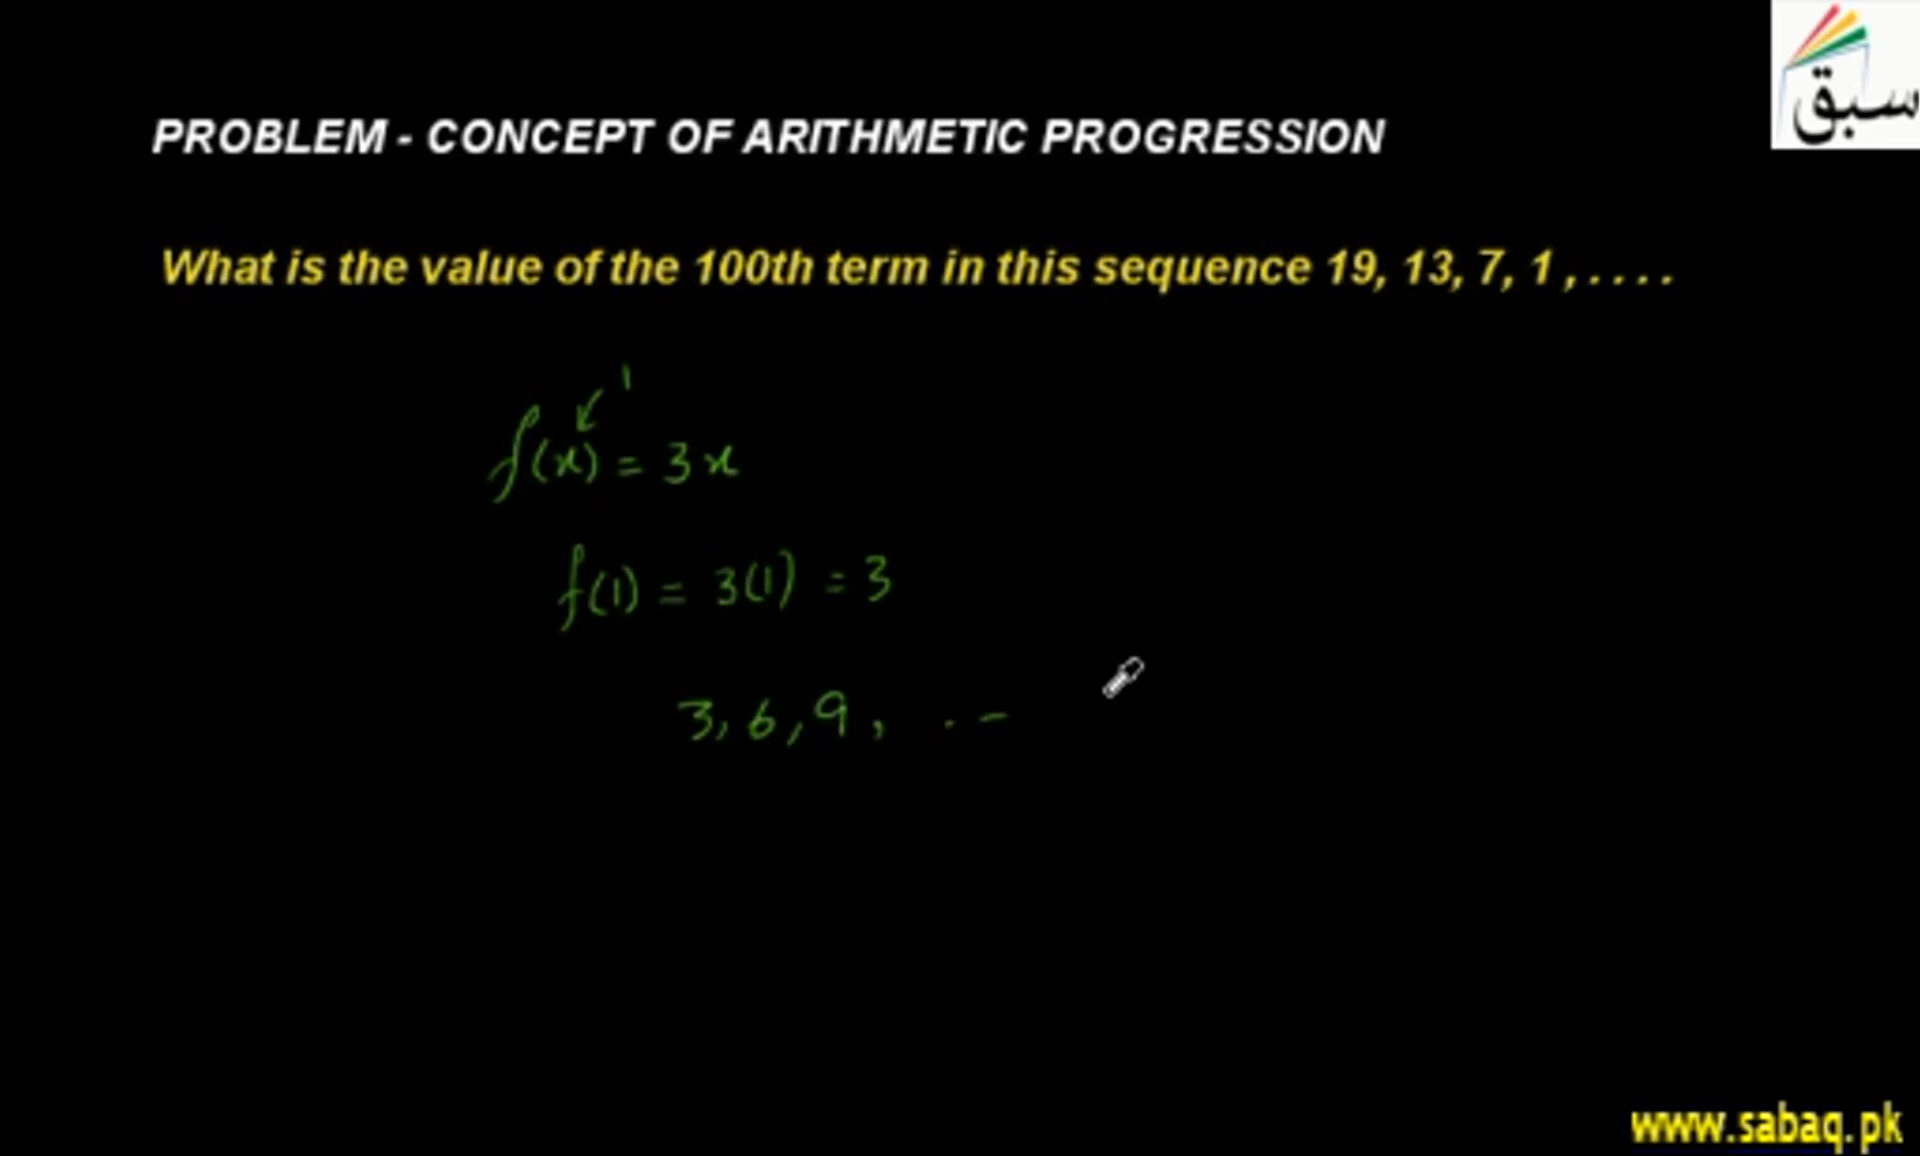 سبق
PROBLEM - CONCEPT OF ARITHMETIC PROGRESSION
What is the value of the 100th term in this sequence 19, 13, 7, 1 , . . . .
1
f(x) = 3x
f(1) = 3(1) = 3
3, 6, 9, . -
www.sabaq.pk